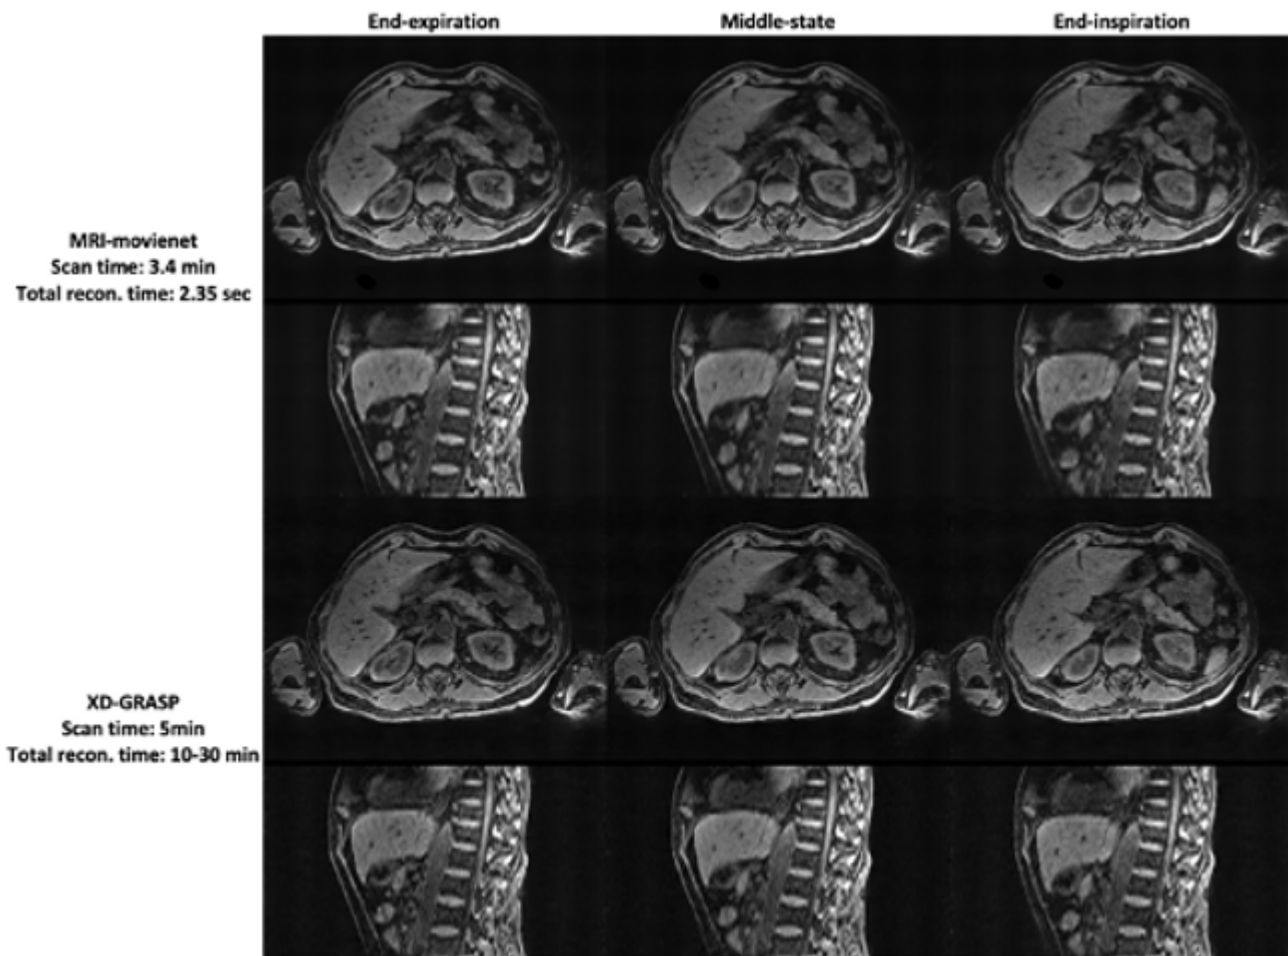 End-expiration
Middle-state
End-inspiration
MRI-movienet
Scan time: 3.4 min
Total recon. time: 2.35 sec
XD-GRASP
Scan time: 5min
Total recon. time: 10-30 min